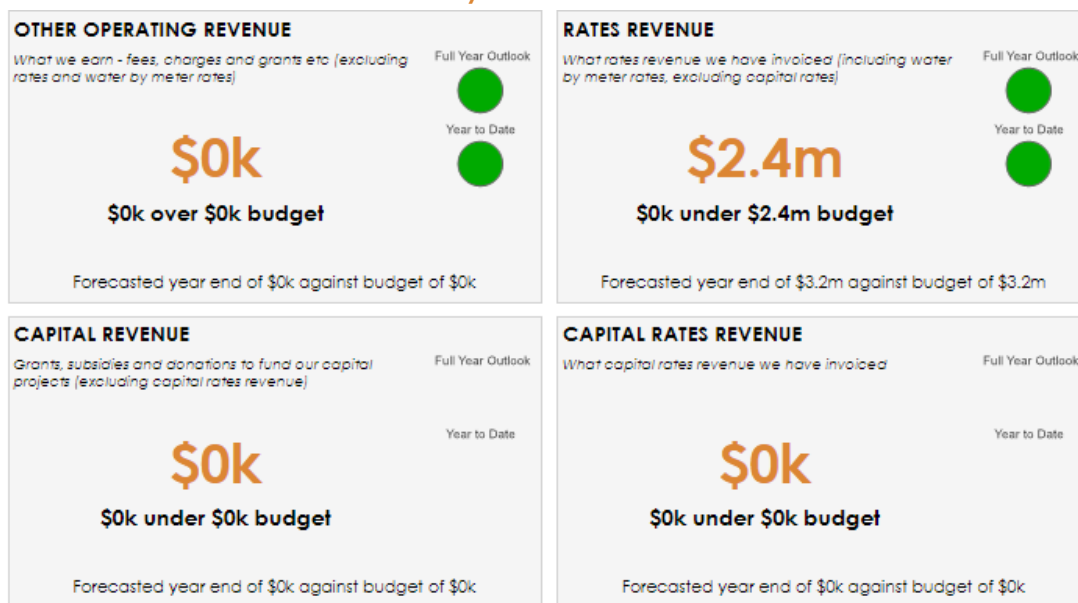 OTHER OPERATING REVENUE
What we earn - fees, charges and grants etc (excluding
rates and water by meter rates)
Full Year Outlook
Year to Date
$0k
$0k over $0k budget
Forecasted year end of $0k against budget of $0k
RATES REVENUE
What rates revenue we have invoiced (including water
by meter rates, excluding capital rates)
Full Year Outlook
Year to Date
$2.4m
$0k under $2.4m budget
Forecasted year end of $3.2m against budget of $3.2m
CAPITAL REVENUE
Grants, subsidies and donations to fund our capital
projects (excluding capital rates revenue)
Full Year Outlook
Year to Date
$0k
$0k under $0k budget
Forecasted year end of $0k against budget of $0k
CAPITAL RATES REVENUE
What capital rates revenue we have invoiced
Full Year Outlook
Year to Date
$0k
$0k under $0k budget
Forecasted year end of $0k against budget of $0k